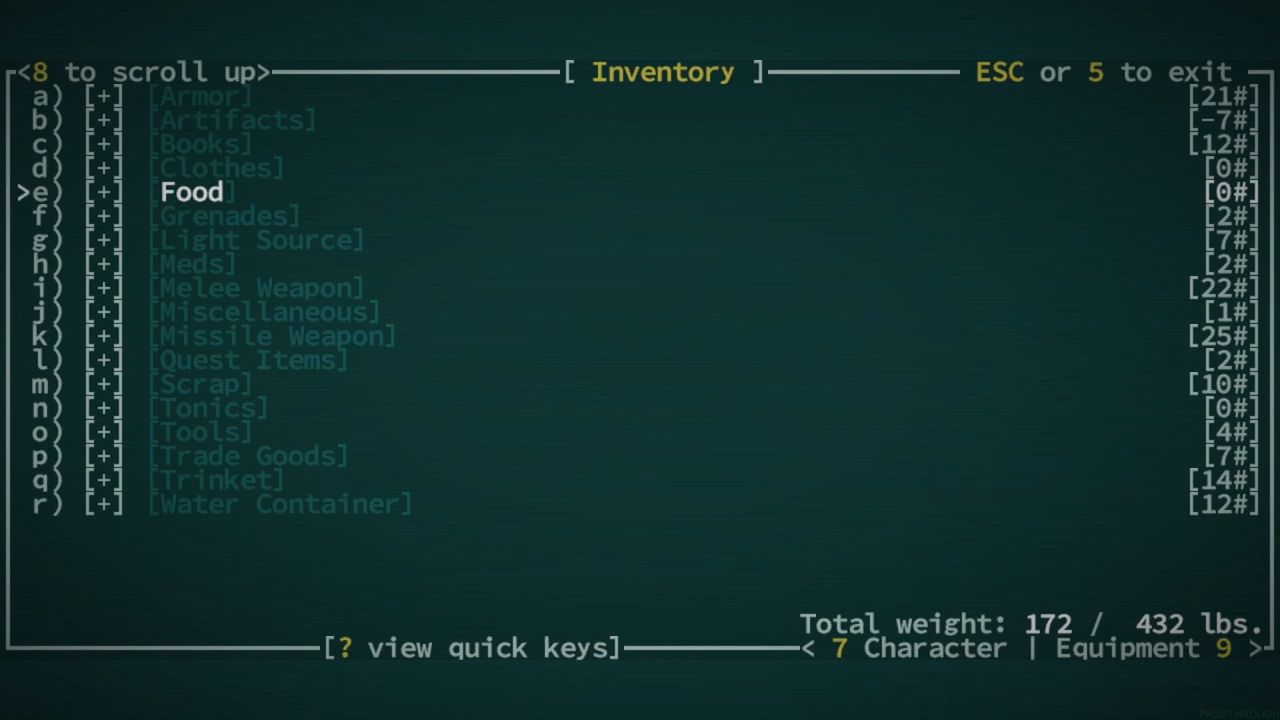 <8 to scroll up> [ Inventory ] ESC or 5 to exit
a) [+] [Armor] [21#]
b) [+] [Artifacts] [-7#]
c) [+] [Books] [12#]
d) [+] [Clothes] [0#]
>e) [+] [Food] [0#]
f) [+] [Grenades] [2#]
g) [+] [Light Source] [7#]
h) [+] [Meds] [2#]
i) [+] [Melee Weapon] [22#]
j) [+] [Miscellaneous] [1#]
k) [+] [Missile Weapon] [25#]
l) [+] [Quest Items] [2#]
m) [+] [Scrap] [10#]
n) [+] [Tonics] [0#]
o) [+] [Tools] [4#]
p) [+] [Trade Goods] [7#]
q) [+] [Trinket] [14#]
r) [+] [Water Container] [12#]
Total weight: 172 / 432 lbs.
[? view quick keys] < 7 Character | Equipment 9 >